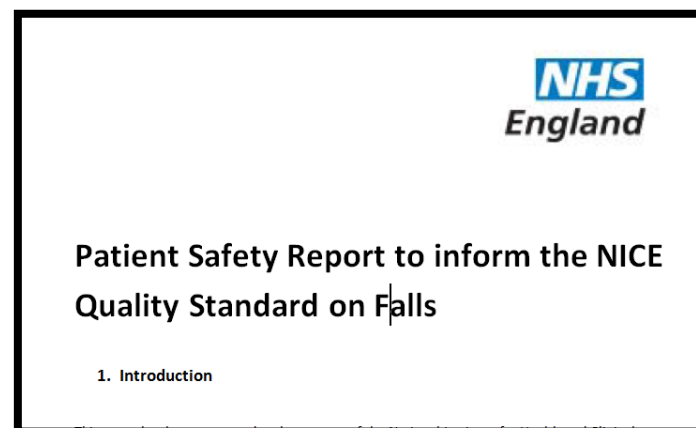 NHS
England
Patient Safety Report to inform the NICE
Quality Standard on Falls
1. Introduction